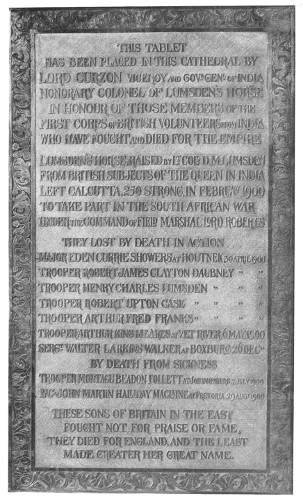 THIS TABLET
HAS BEEN PLACED IN THIS CATHEDRAL BY
LORD CURZON VICEROY AND GOVR GENL OF INDIA
HONORARY COLONEL OF LUMSDEN'S HORSE
IN HONOUR OF THOSE MEMBERS OF THE
FIRST CORPS OF BRITISH VOLUNTEERS FROM INDIA
WHO HAVE FOUGHT AND DIED FOR THE EMPIRE
LUMSDEN'S HORSE, RAISED BY LT COL D.M. LUMSDEN
FROM BRITISH SUBJECTS OF THE QUEEN IN INDIA
LEFT CALCUTTA, 250 STRONG IN FEBRUARY 1900
TO TAKE PART IN THE SOUTH AFRICAN WAR
UNDER THE COMMAND OF FIELD MARSHAL LORD ROBERTS
THEY LOST BY DEATH IN ACTION
MAJOR EDEN CURRIE SHOWERS AT HOUTNEK 30 APRIL 1900
TROOPER ROBERT JAMES CLAYTON DAUBNEY " "
TROOPER HENRY CHARLES LUMSDEN " " "
TROOPER ROBERT UPTON CASE " " " "
TROOPER ARTHUR FRED FRANKS " " " "
TROOPER ARTHUR KING MEARES AT VET RIVER 6 MAY 1900
SERGT WALTER LARKINS WALKER AT BOXBURG 26 DECR "
BY DEATH FROM SICKNESS
TROOPER MONTAGU BEADON FOLLETT AT JOHANNESBURG 2 JULY 1900
DO JOHN MARTIN HALIDAY MACLAINE AT PRETORIA 20 AUGT 1900
THESE SONS OF BRITAIN IN THE EAST
FOUGHT NOT FOR PRAISE OR FAME,
THEY DIED FOR ENGLAND, AND THE LEAST
MADE GREATER HER GREAT NAME.